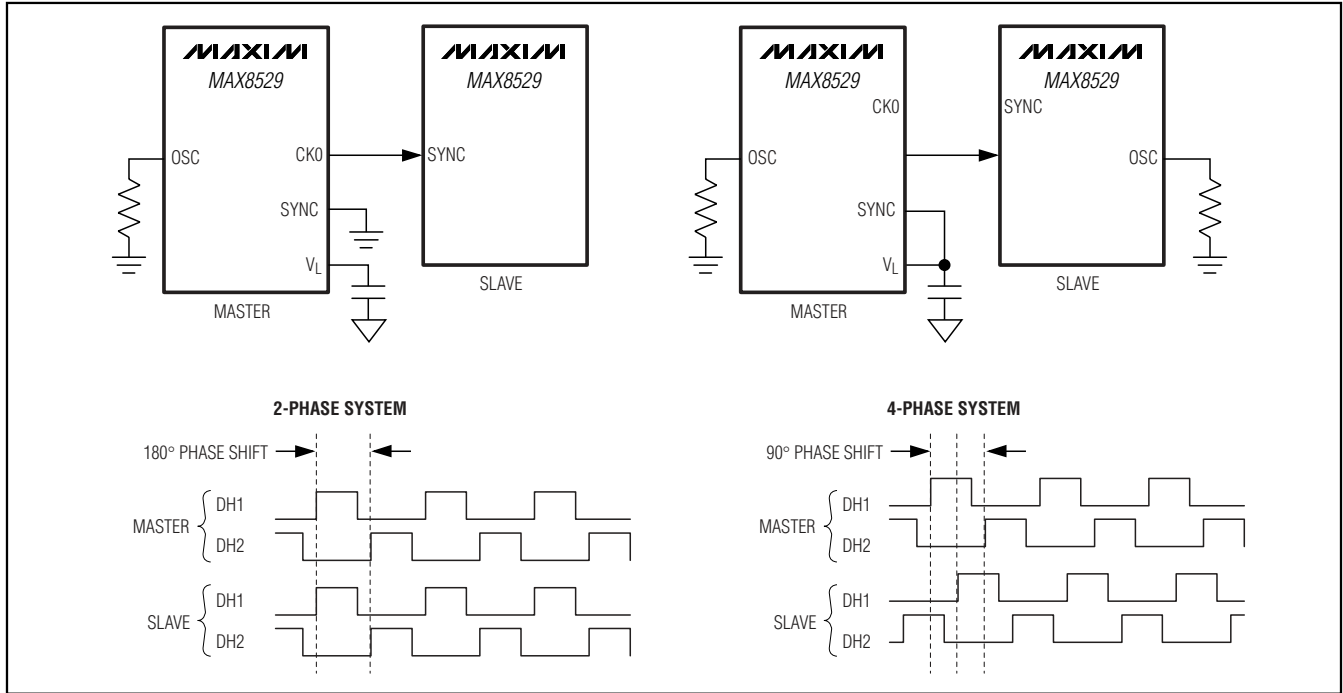 MAXIM
MAX8529
OSC
CK0
SYNC
VL
MASTER
MAXIM
MAX8529
SYNC
SLAVE
MAXIM
MAX8529
CK0
OSC
SYNC
VL
MASTER
MAXIM
MAX8529
SYNC
OSC
SLAVE
2-PHASE SYSTEM
180° PHASE SHIFT
MASTER
DH1
DH2
SLAVE
DH1
DH2
4-PHASE SYSTEM
90° PHASE SHIFT
MASTER
DH1
DH2
SLAVE
DH1
DH2